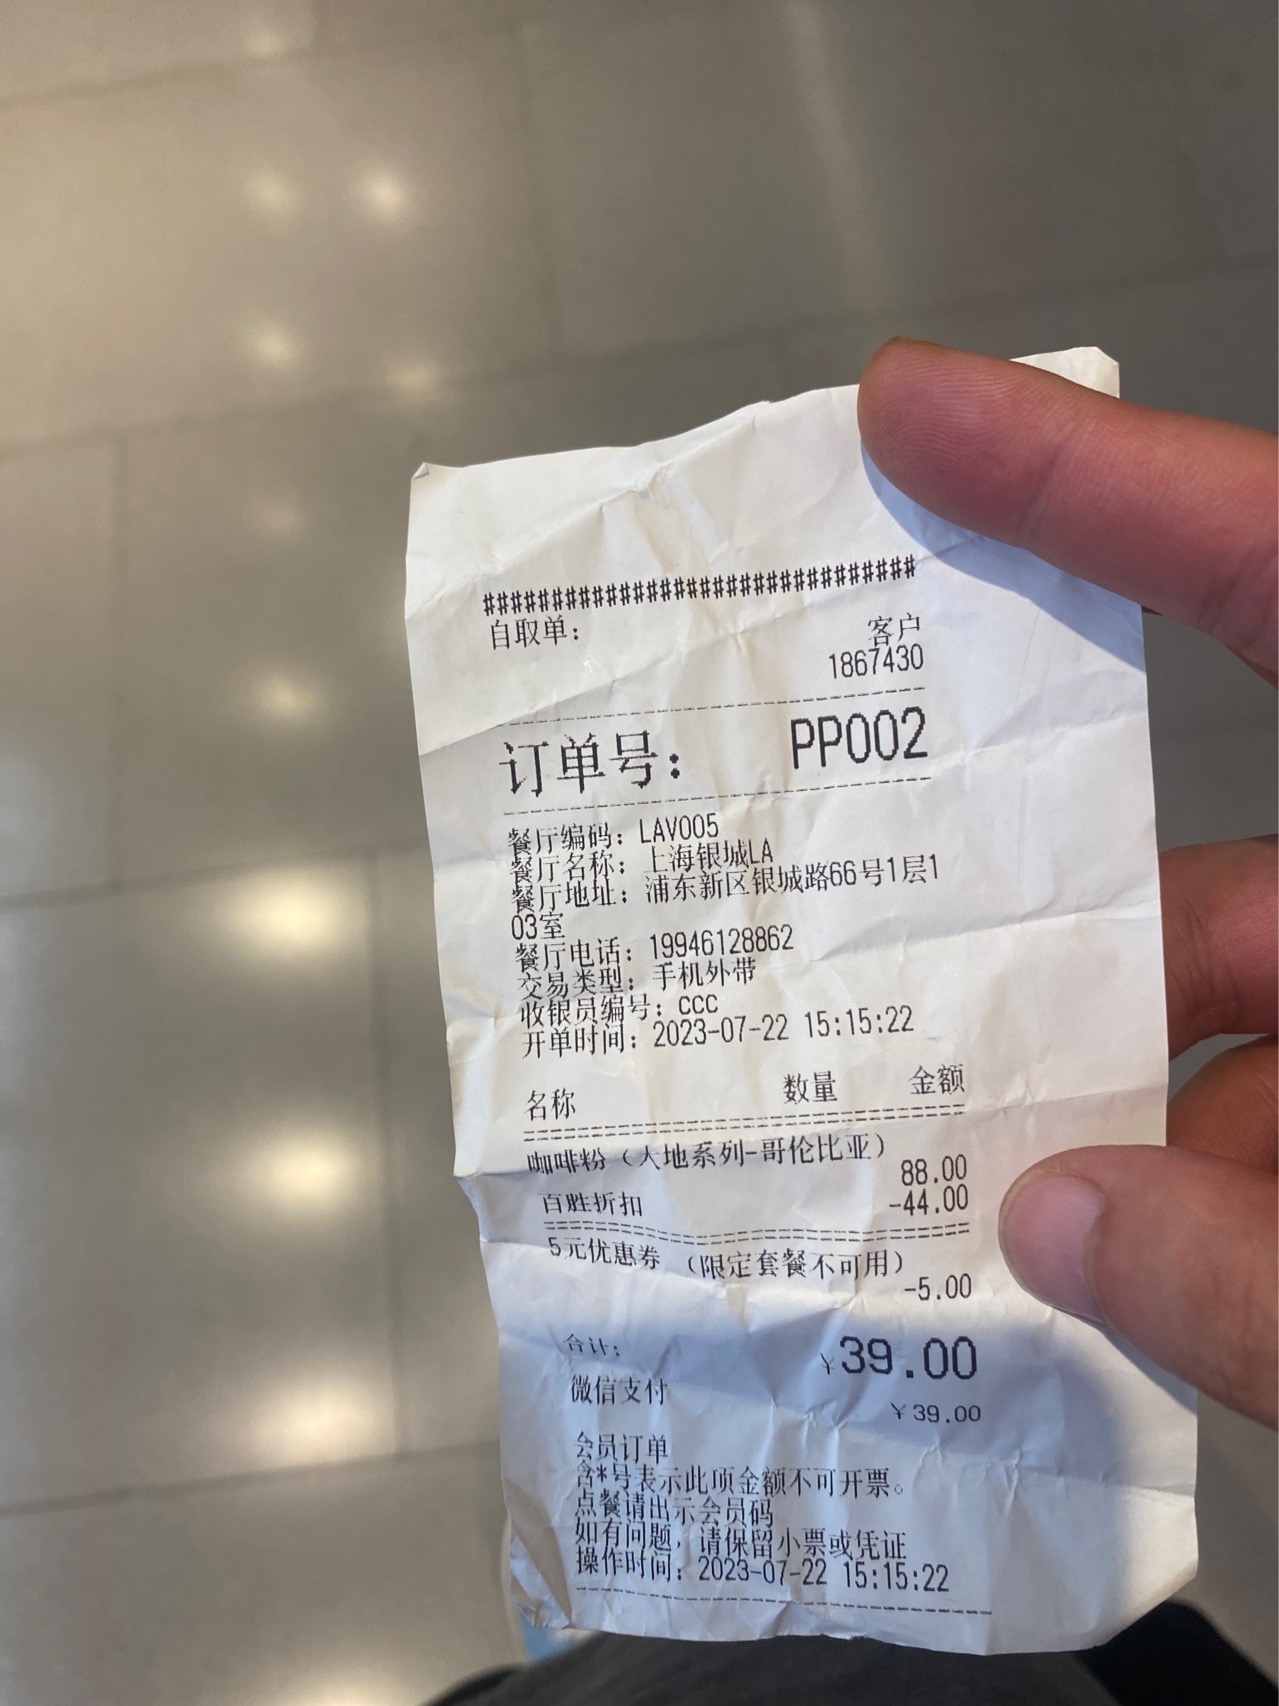 ################################
自取单：
客户
1867430
订单号： PP002
餐厅编码：LAV005
餐厅名称：上海银城LA
餐厅地址：浦东新区银城路66号1层1
03室
餐厅电话：19946128862
交易类型：手机外带
收银员编号：ccc
开单时间：2023-07-22 15:15:22
名称 数量 金额
咖啡粉（大地系列-哥伦比亚）
88.00
百胜折扣 -44.00
5元优惠券 （限定套餐不可用）
-5.00
合计： ¥39.00
微信支付 ¥39.00
会员订单
含*号表示此项金额不可开票。
点餐请出示会员码
如有问题，请保留小票或凭证
操作时间：2023-07-22 15:15:22